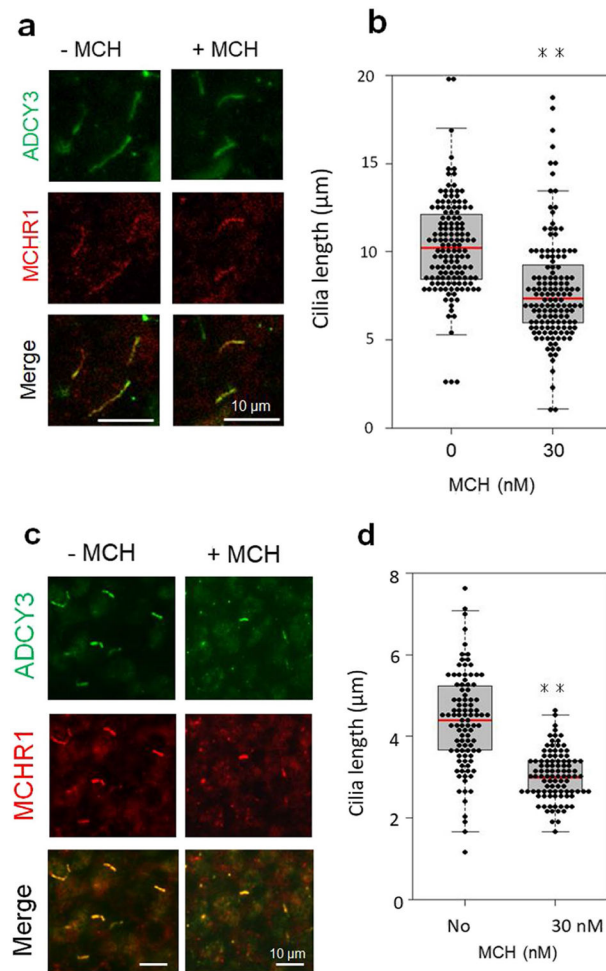 a
- MCH + MCH
ADCY3
MCHR1
Merge
10 µm
b
* *
Cilia length (µm)
20
15
10
5
0
0 30
MCH (nM)
c
- MCH + MCH
ADCY3
MCHR1
Merge
10 µm
d
* *
Cilia length (µm)
8
6
4
2
0
No 30 nM
MCH (nM)